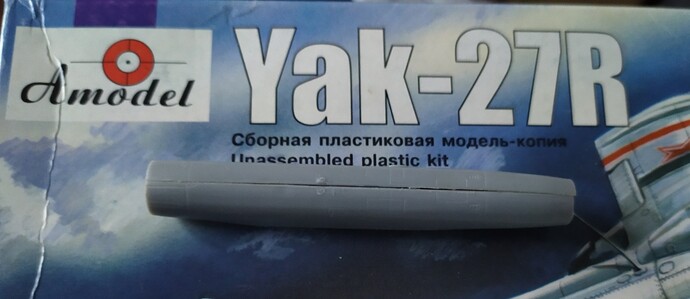 Amodel
Yak-27R
Сборная пластиковая модель-копия
Unassembled plastic kit